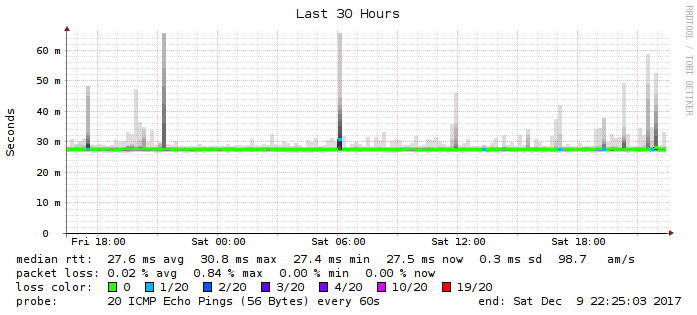 Last 30 Hours
RRDTOOL / TOBI OETIKER
Seconds
60 m
50 m
40 m
30 m
20 m
10 m
0
Fri 18:00 Sat 00:00 Sat 06:00 Sat 12:00 Sat 18:00
median rtt: 27.6 ms avg 30.8 ms max 27.4 ms min 27.5 ms now 0.3 ms sd 98.7 am/s
packet loss: 0.02 % avg 0.84 % max 0.00 % min 0.00 % now
loss color: 0 1/20 2/20 3/20 4/20 10/20 19/20
probe: 20 ICMP Echo Pings (56 Bytes) every 60s end: Sat Dec 9 22:25:03 2017